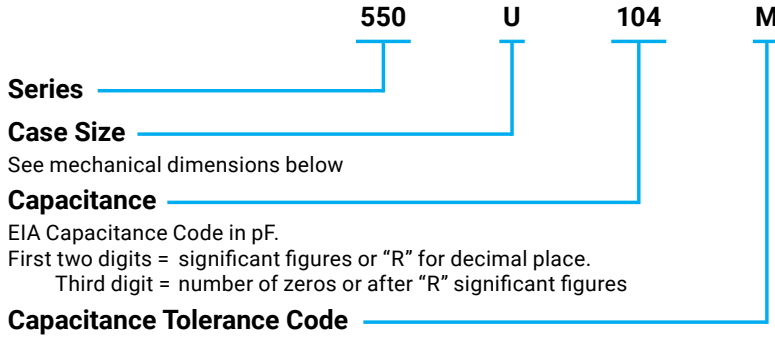 550 U 104 M
Series
Case Size
See mechanical dimensions below
Capacitance
EIA Capacitance Code in pF.
First two digits = significant figures or “R” for decimal place.
Third digit = number of zeros or after “R” significant figures
Capacitance Tolerance Code